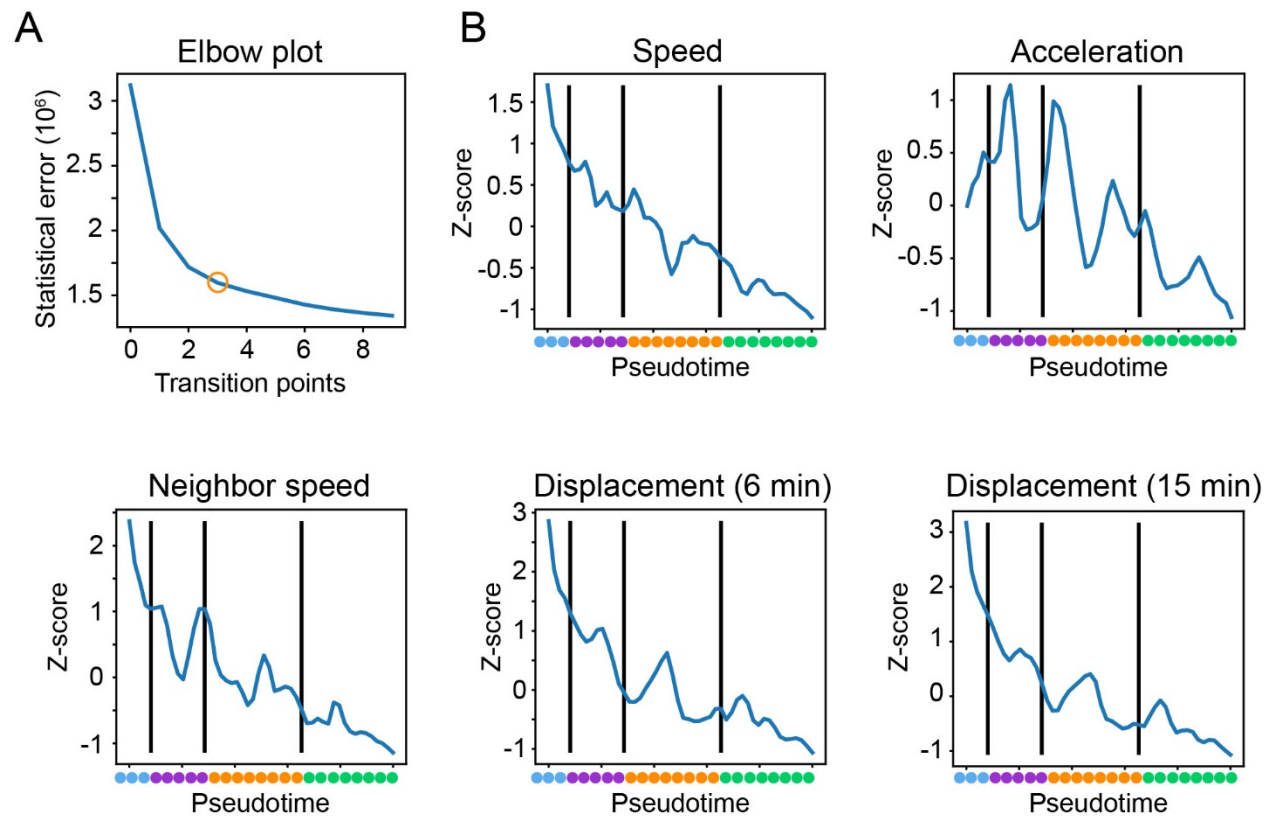 A
Elbow plot
Statistical error (10⁶)
3
2.5
2
1.5
0 2 4 6 8
Transition points
B
Speed
Z-score
1.5
1
0.5
0
-0.5
-1
Pseudotime
Acceleration
Z-score
1
0.5
0
-0.5
-1
Pseudotime
Neighbor speed
Z-score
2
1
0
-1
Pseudotime
Displacement (6 min)
Z-score
3
2
1
0
-1
Pseudotime
Displacement (15 min)
Z-score
3
2
1
0
-1
Pseudotime